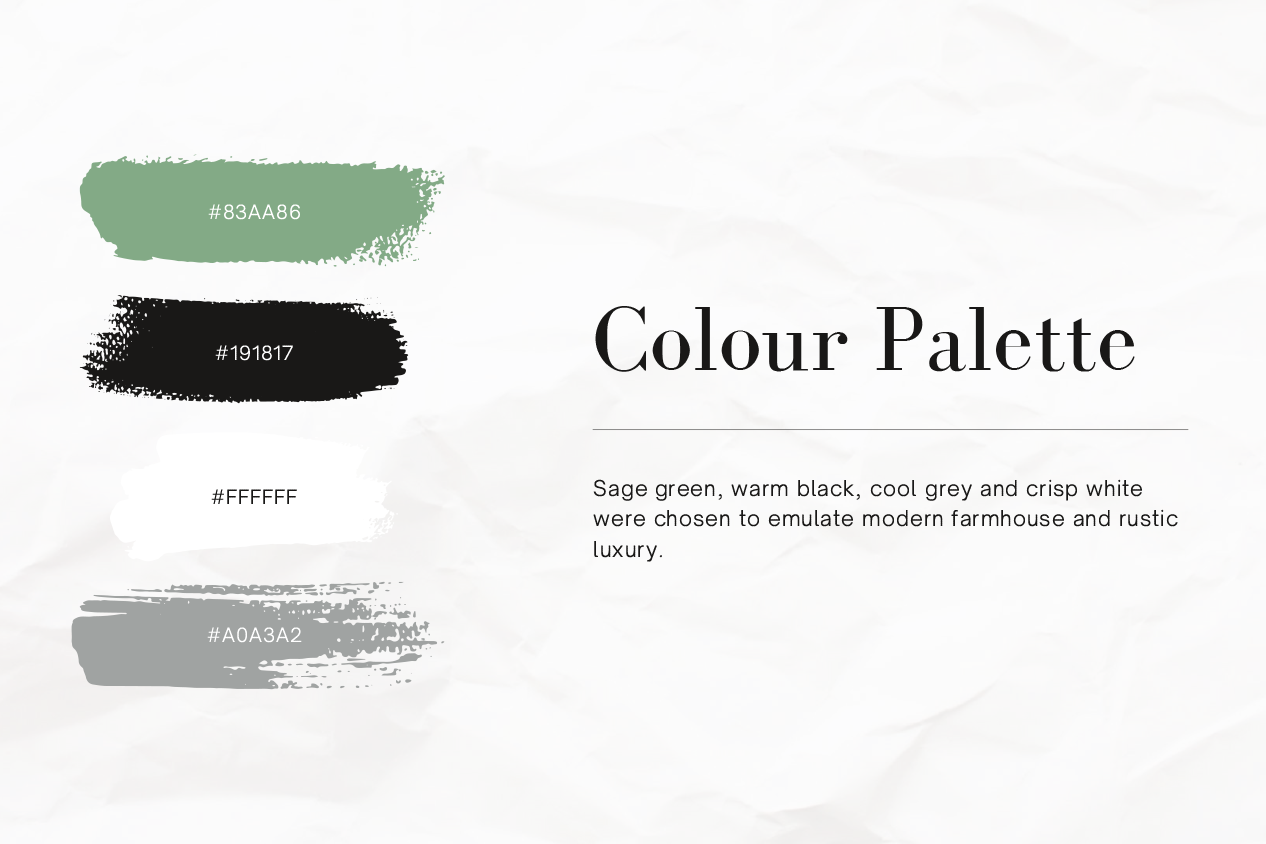 #83AA86
#191817
#FFFFFF
#A0A3A2
Colour Palette
Sage green, warm black, cool grey and crisp white
were chosen to emulate modern farmhouse and rustic
luxury.